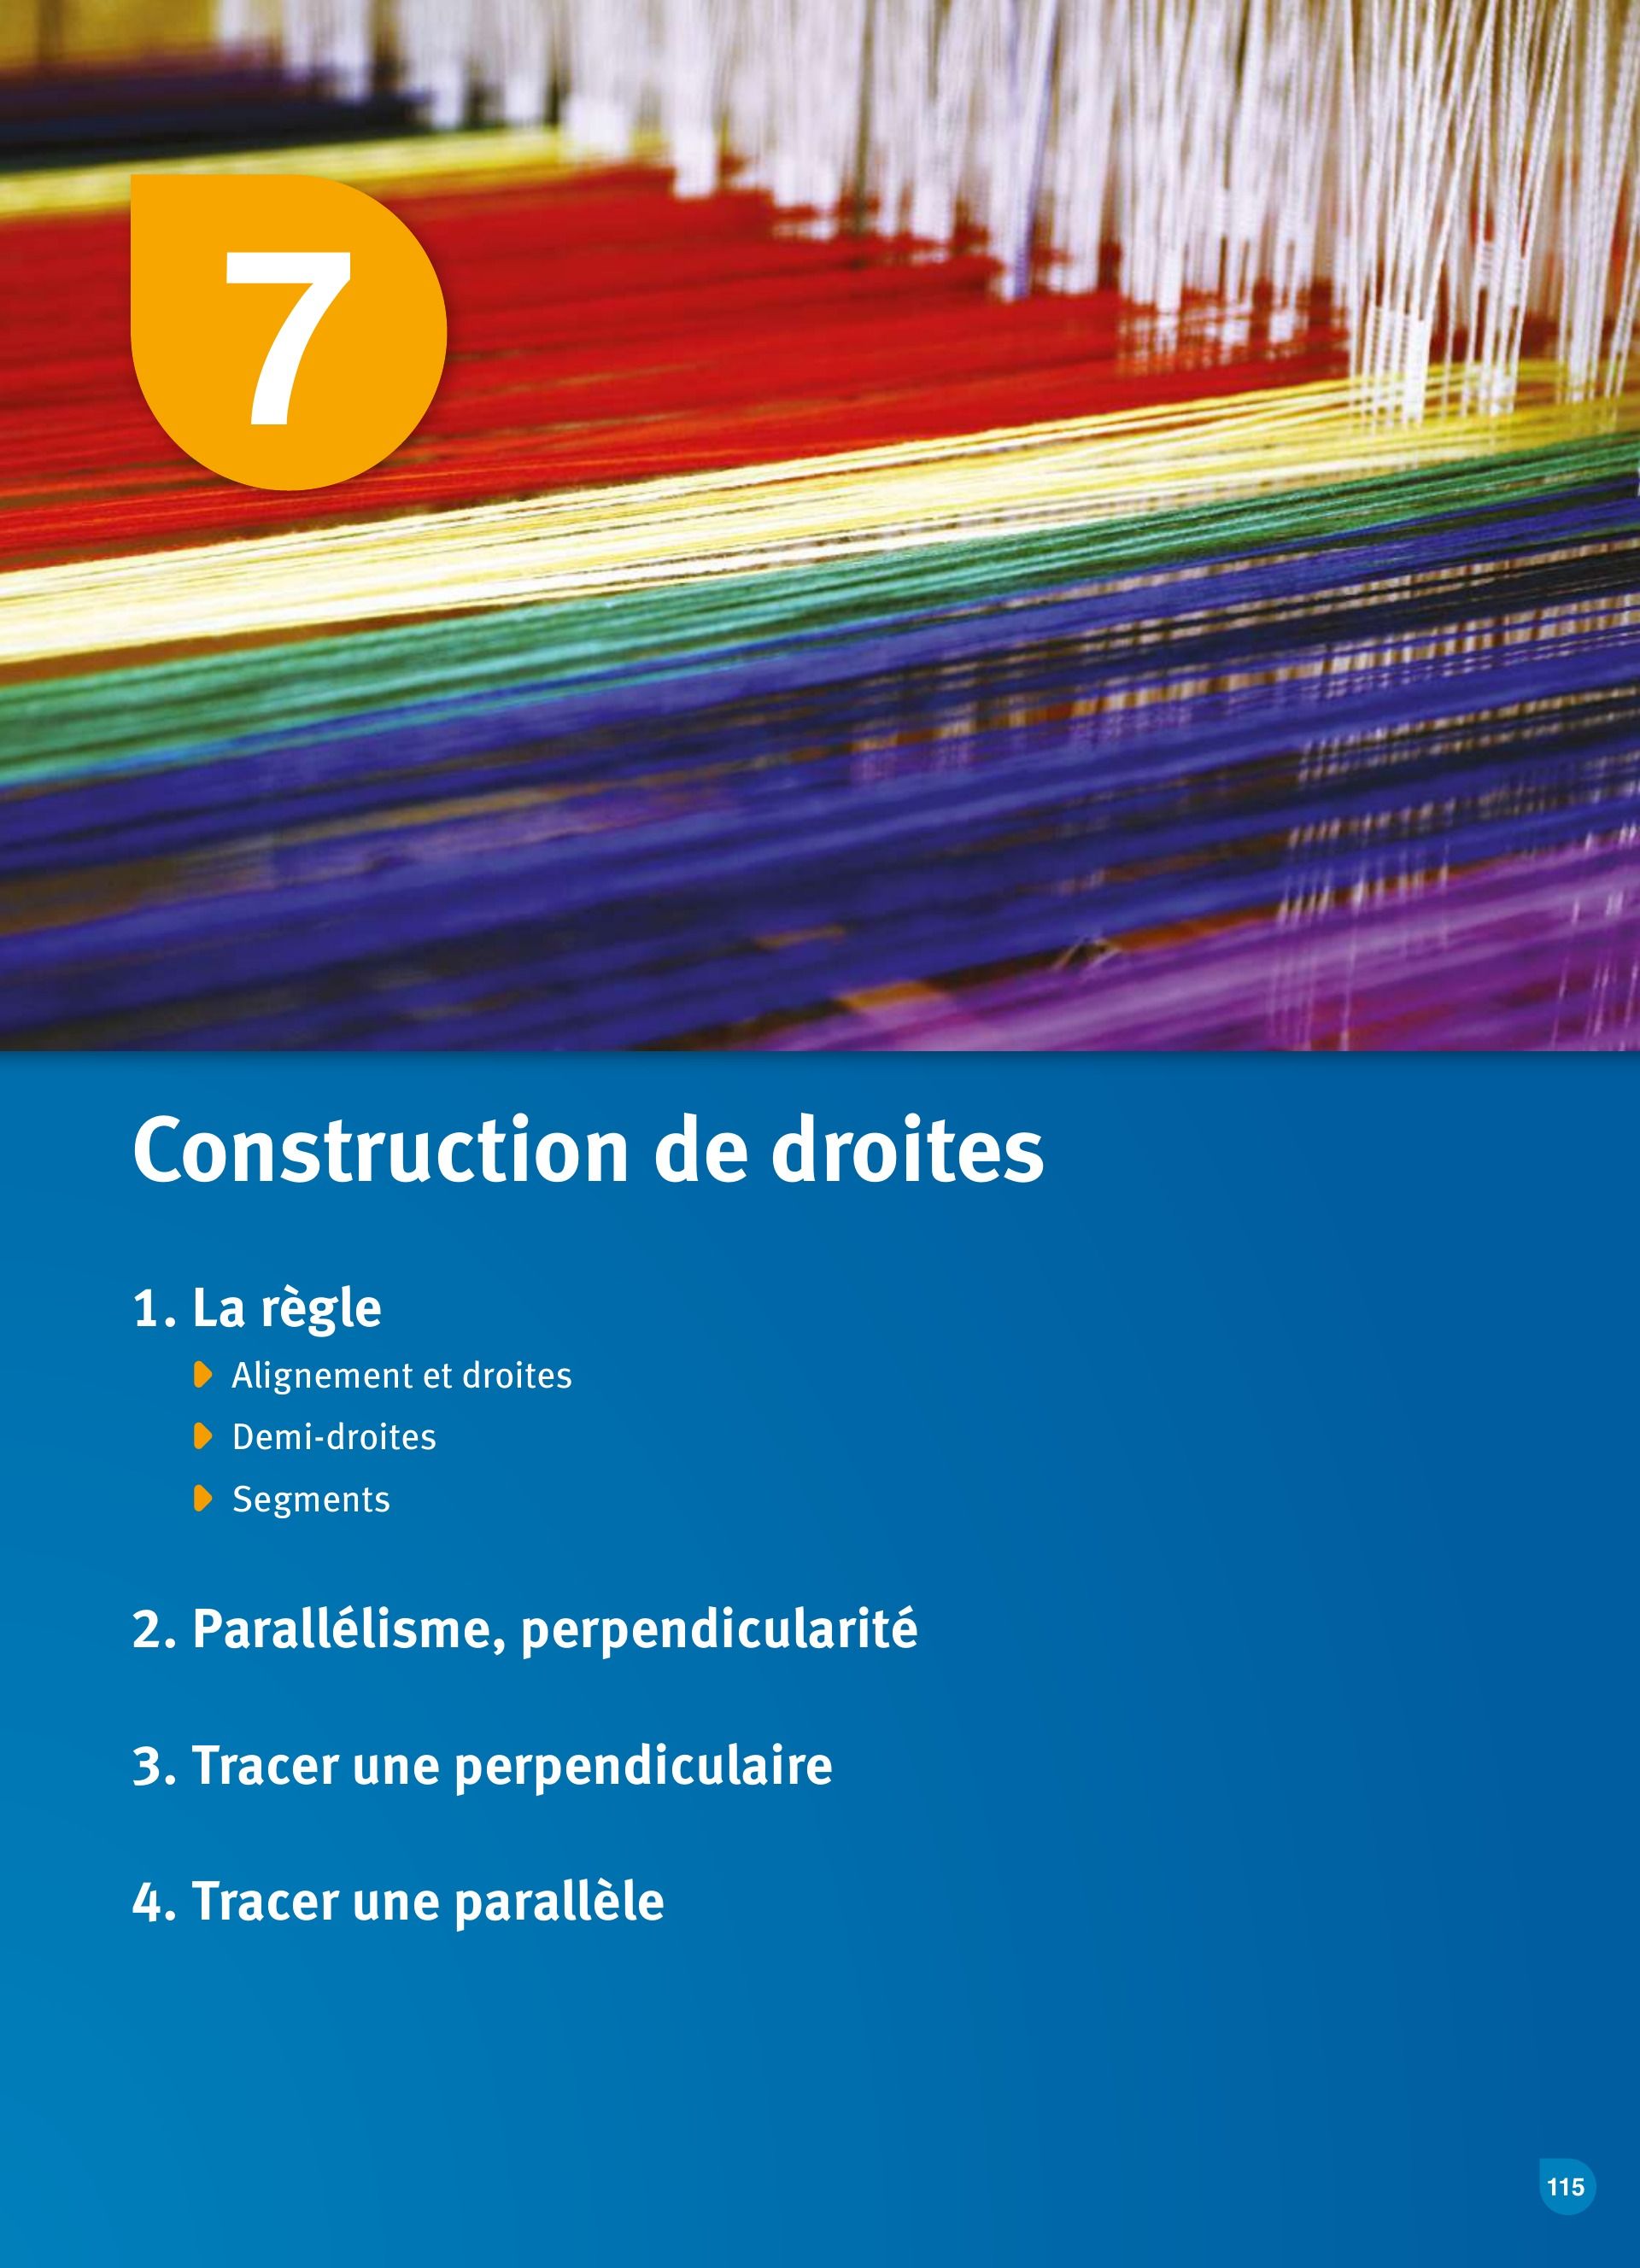 7
Construction de droites
1. La règle
Alignement et droites
Demi-droites
Segments
2. Parallélisme, perpendicularité
3. Tracer une perpendiculaire
4. Tracer une parallèle
115